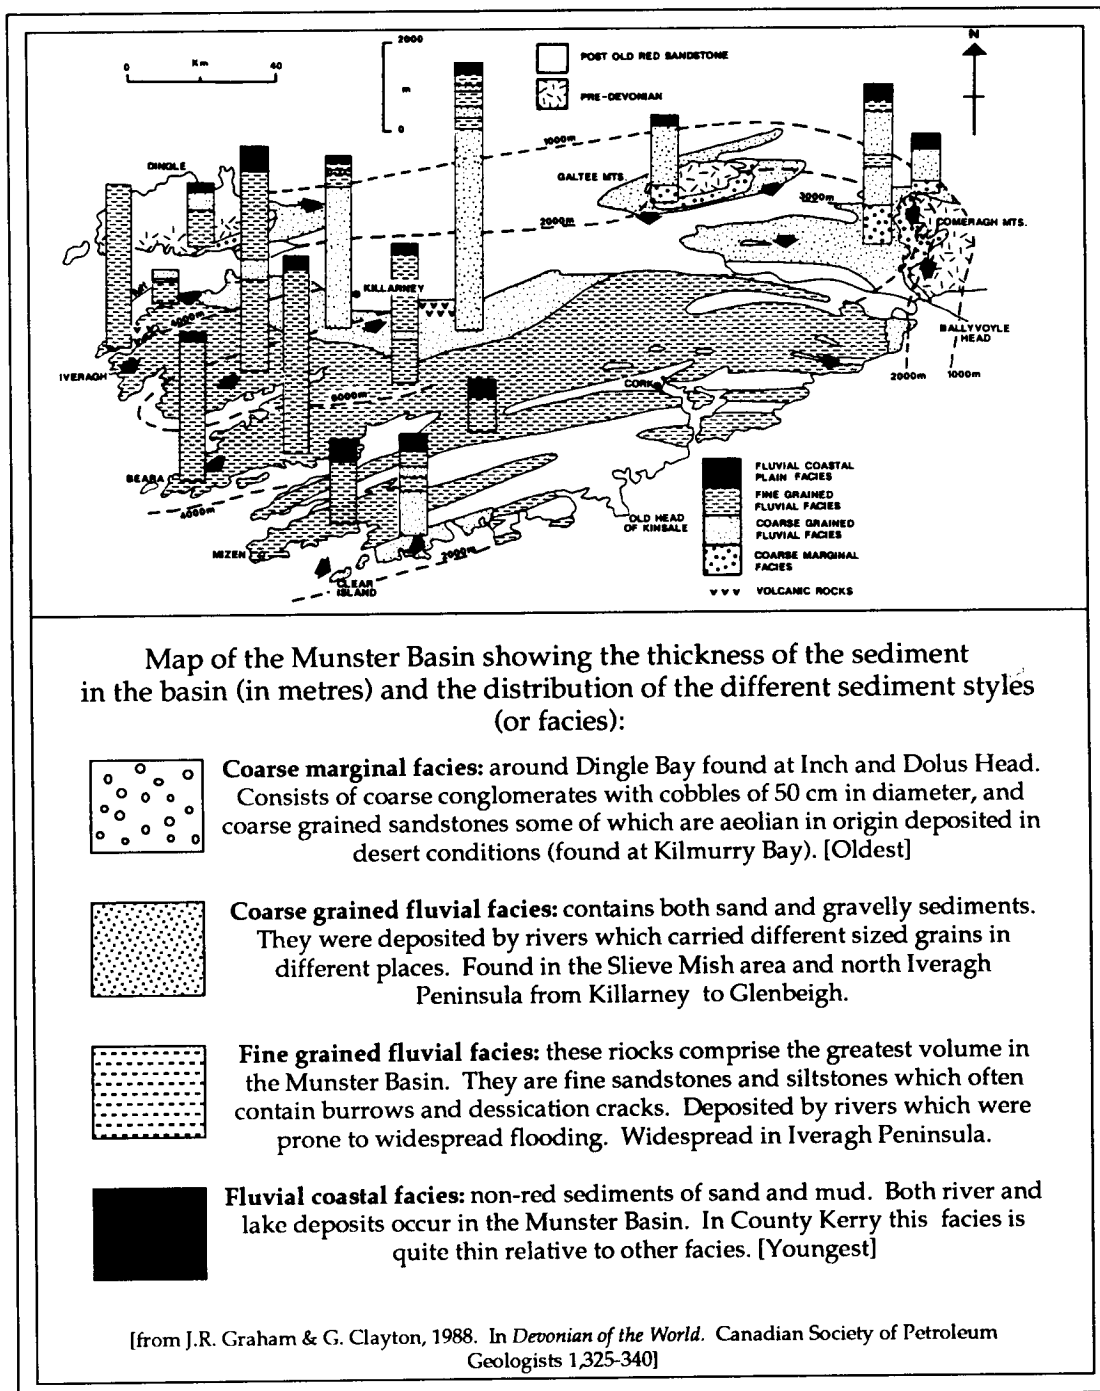 0 Km 40
2000
m
0
POST OLD RED SANDSTONE
PRE-DEVONIAN
N
1000m
DINGLE
GALTEE MTS.
3000m
2000m
COMERAGH MTS.
KILLARNEY
4000m
IVERAGH
BALLYVOYLE
HEAD
2000m 1000m
CORK
BEARA
4000m
FLUVIAL COASTAL
PLAIN FACIES
FINE GRAINED
FLUVIAL FACIES
COARSE GRAINED
FLUVIAL FACIES
COARSE MARGINAL
FACIES
VOLCANIC ROCKS
OLD HEAD
OF KINSALE
MIZEN
2000m
CLEAR
ISLAND
Map of the Munster Basin showing the thickness of the sediment
in the basin (in metres) and the distribution of the different sediment styles
(or facies):
Coarse marginal facies: around Dingle Bay found at Inch and Dolus Head.
Consists of coarse conglomerates with cobbles of 50 cm in diameter, and
coarse grained sandstones some of which are aeolian in origin deposited in
desert conditions (found at Kilmurry Bay). [Oldest]
Coarse grained fluvial facies: contains both sand and gravelly sediments.
They were deposited by rivers which carried different sized grains in
different places. Found in the Slieve Mish area and north Iveragh
Peninsula from Killarney to Glenbeigh.
Fine grained fluvial facies: these riocks comprise the greatest volume in
the Munster Basin. They are fine sandstones and siltstones which often
contain burrows and dessication cracks. Deposited by rivers which were
prone to widespread flooding. Widespread in Iveragh Peninsula.
Fluvial coastal facies: non-red sediments of sand and mud. Both river and
lake deposits occur in the Munster Basin. In County Kerry this facies is
quite thin relative to other facies. [Youngest]
[from J.R. Graham & G. Clayton, 1988. In Devonian of the World. Canadian Society of Petroleum
Geologists 1,325-340]